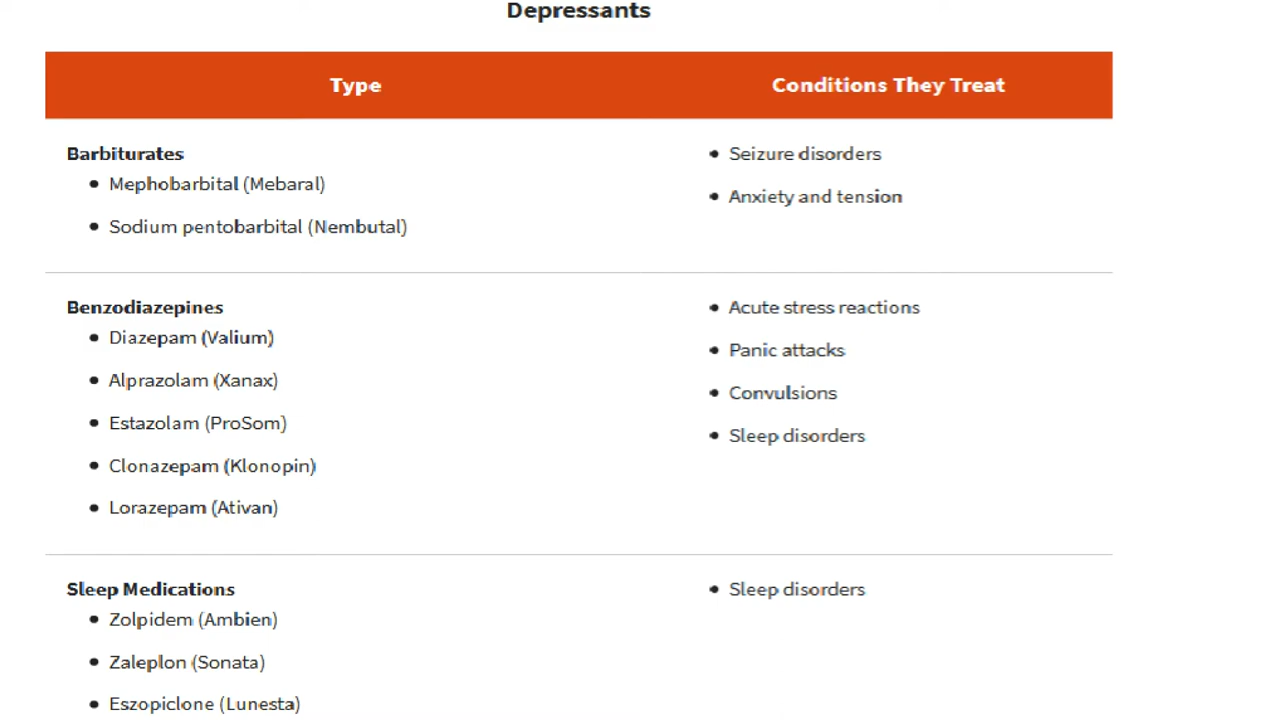 Depressants
Type
Conditions They Treat
Barbiturates
Mephobarbital (Mebaral)
Sodium pentobarbital (Nembutal)
Seizure disorders
Anxiety and tension
Benzodiazepines
Diazepam (Valium)
Alprazolam (Xanax)
Estazolam (ProSom)
Clonazepam (Klonopin)
Lorazepam (Ativan)
Acute stress reactions
Panic attacks
Convulsions
Sleep disorders
Sleep Medications
Zolpidem (Ambien)
Zaleplon (Sonata)
Eszopiclone (Lunesta)
Sleep disorders